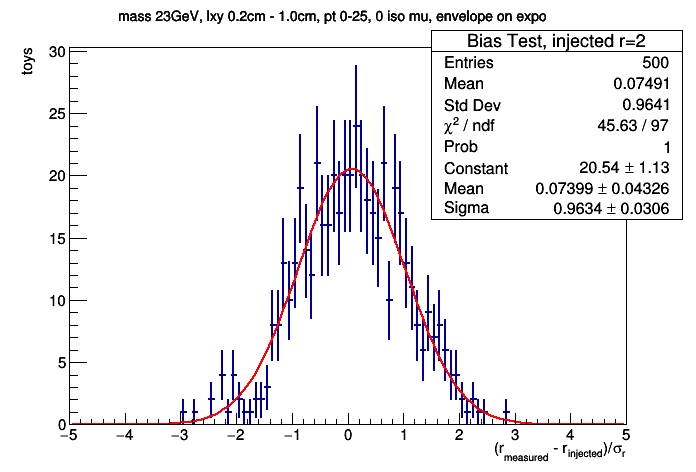 mass 23GeV, lxy 0.2cm - 1.0cm, pt 0-25, 0 iso mu, envelope on expo
Bias Test, injected r=2
Entries 500
Mean 0.07491
Std Dev 0.9641
χ² / ndf 45.63 / 97
Prob 1
Constant 20.54 ± 1.13
Mean 0.07399 ± 0.04326
Sigma 0.9634 ± 0.0306
toys
30
25
20
15
10
5
0
−5 −4 −3 −2 −1 0 1 2 3 4 5
(r_measured - r_injected)/σ_r